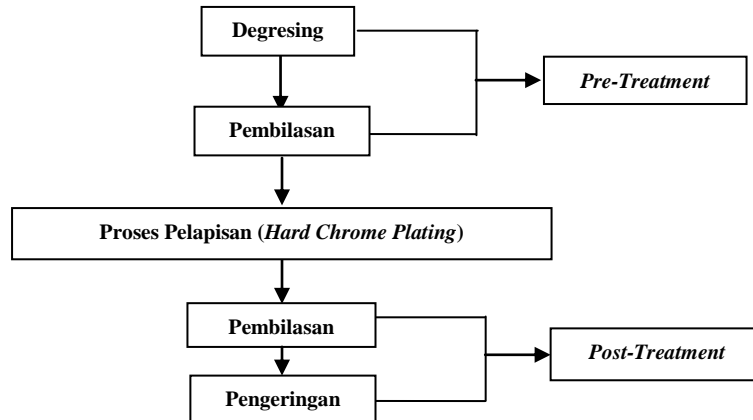 Degresing
Pre-Treatment
Pembilasan
Proses Pelapisan (Hard Chrome Plating)
Pembilasan
Post-Treatment
Pengeringan